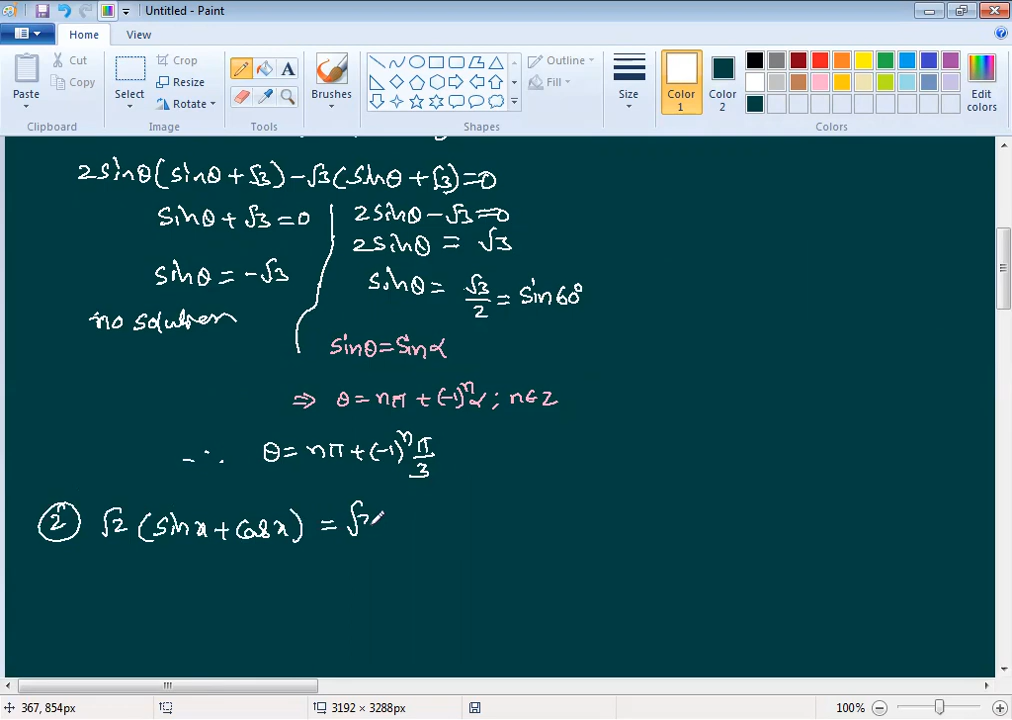 Untitled - Paint
Home View
Cut
Copy
Paste
Clipboard
Select
Crop
Resize
Rotate
Image
A
Tools
Brushes
Outline
Fill
Shapes
Size
Color 1
Color 2
Edit colors
Colors
2sinθ(sinθ + √3) – √3(sinθ + √3) = 0
sinθ + √3 = 0
2sinθ – √3 = 0
2sinθ = √3
sinθ = –√3
sinθ = √3/2 = sin60°
no solution
sinθ = sinα
⇒ θ = nπ + (-1)ⁿα ; n∈Z
∴ θ = nπ + (-1)ⁿ π/3
② √2 (sinx + cosx) = √
367, 854px
3192 × 3288px
100%